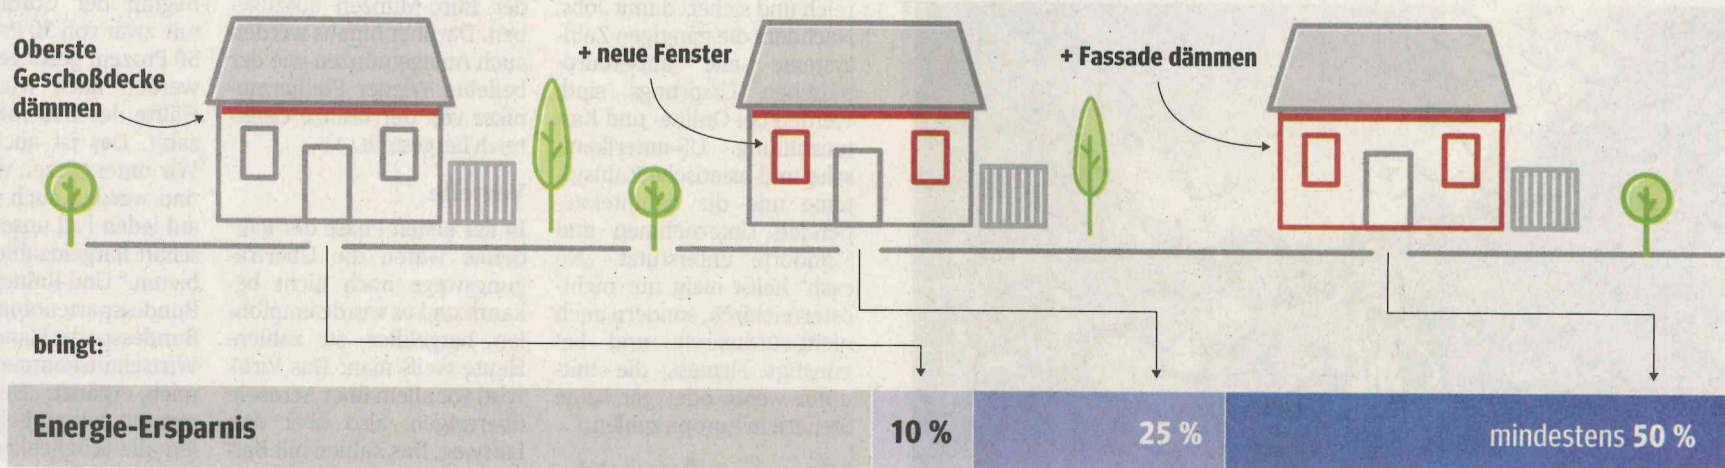 Oberste
Geschoßdecke
dämmen
+ neue Fenster
+ Fassade dämmen
bringt:
Energie-Ersparnis
10 %
25 %
mindestens 50 %